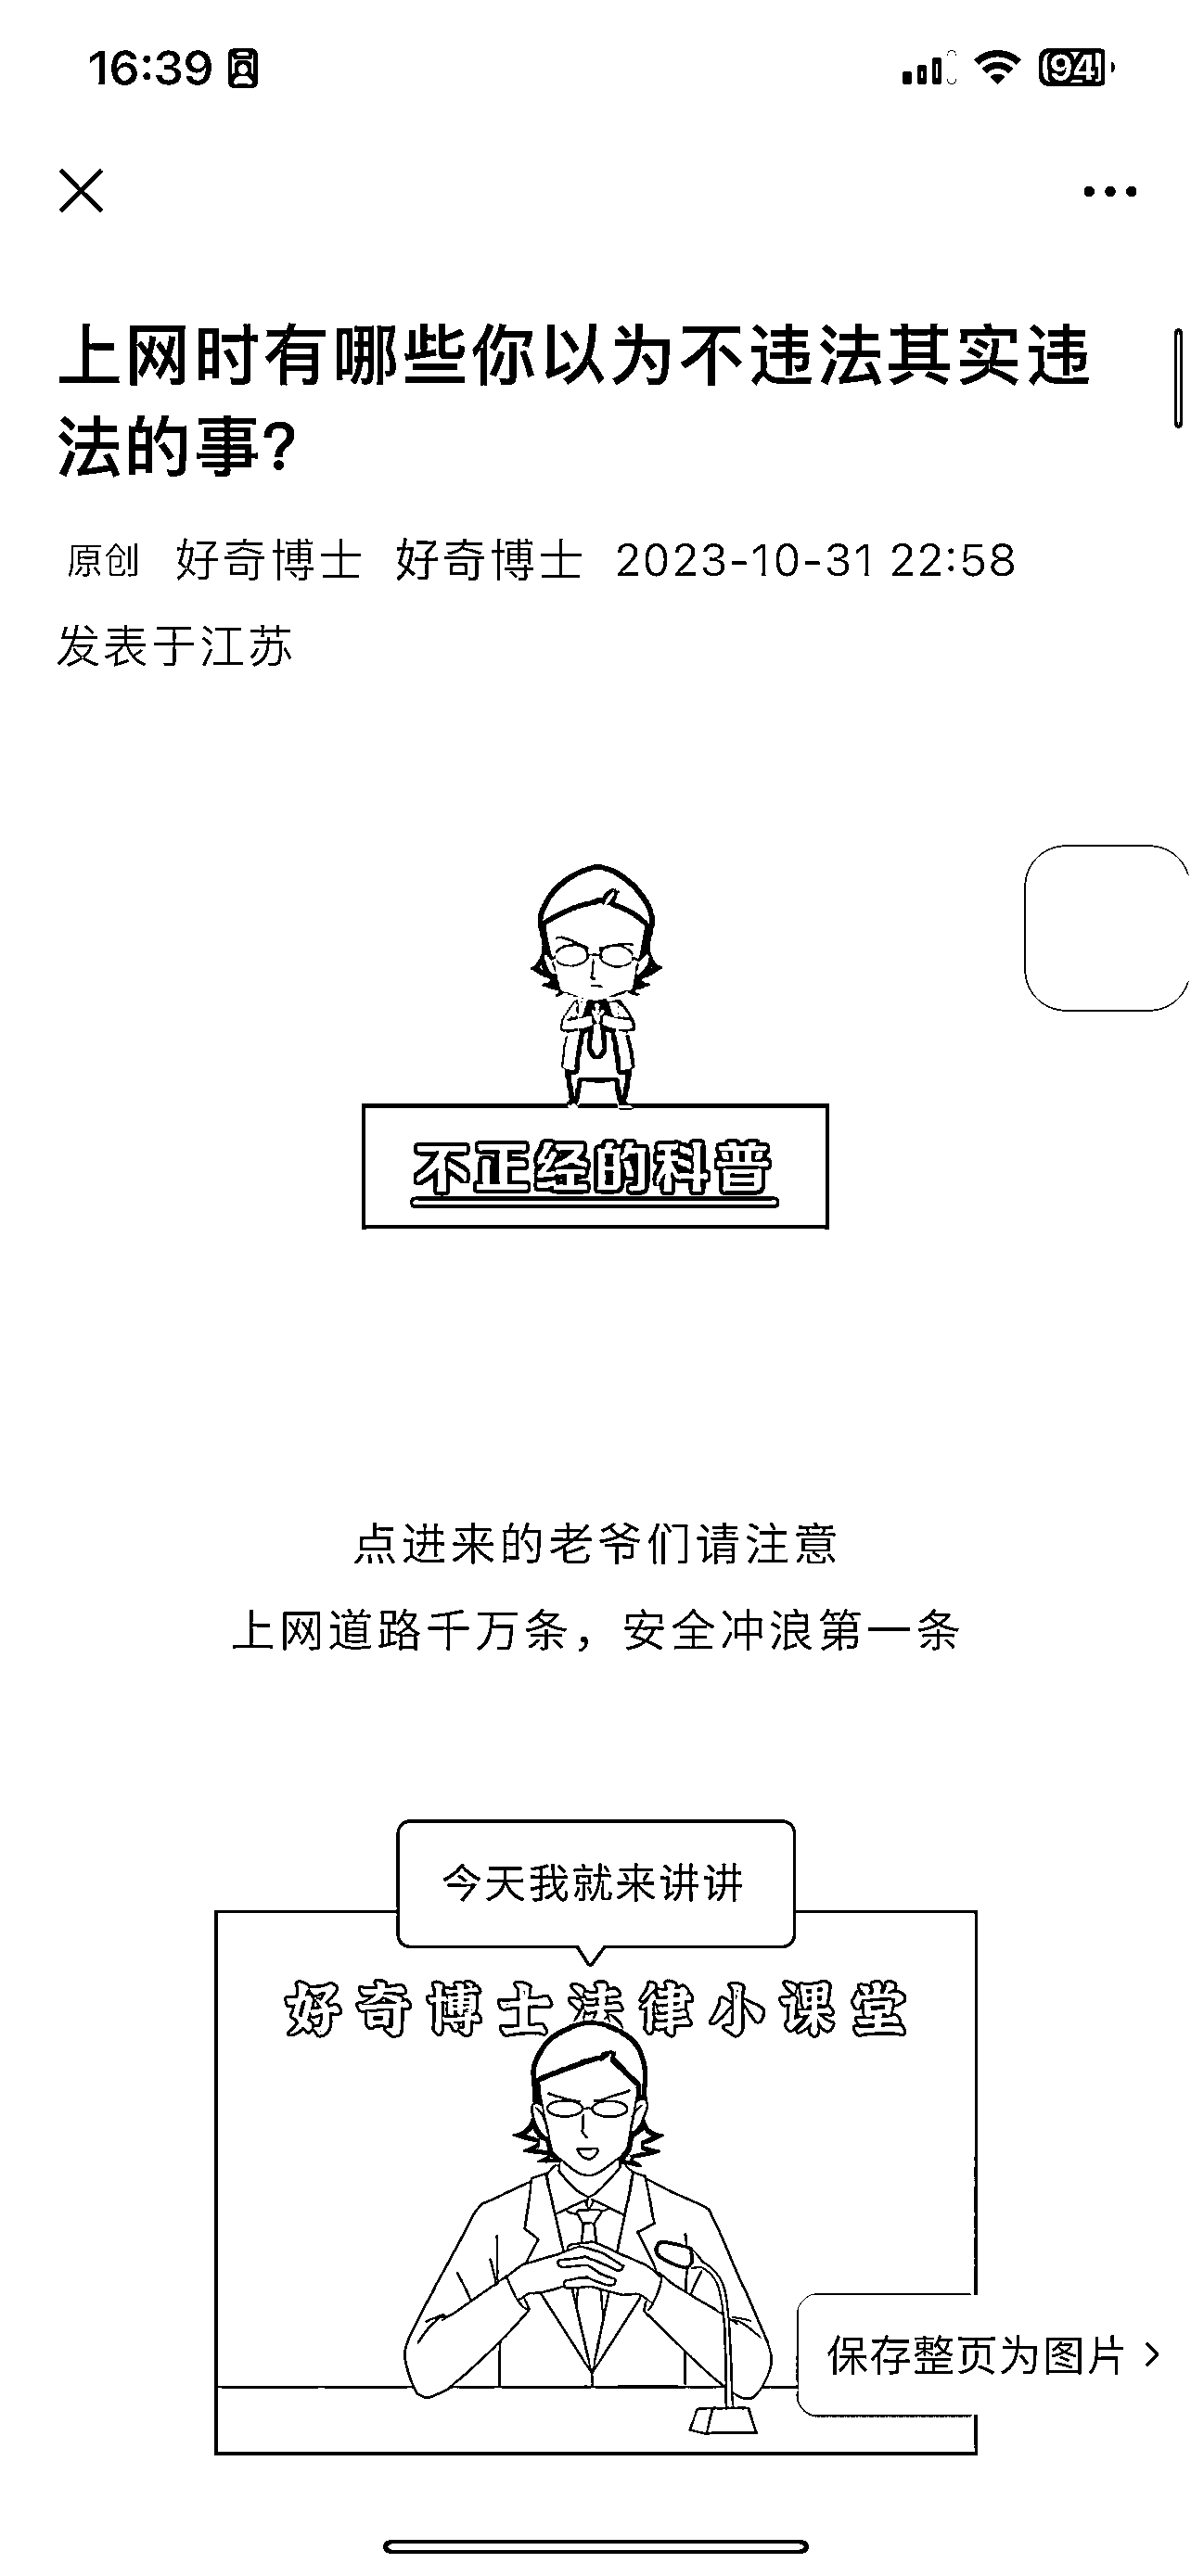 16:39
94
上网时有哪些你以为不违法其实违
法的事?
原创 好奇博士 好奇博士 2023-10-31 22:58
发表于江苏
不正经的科普
点进来的老爷们请注意
上网道路千万条，安全冲浪第一条
今天我就来讲讲
好奇博士法律小课堂
保存整页为图片